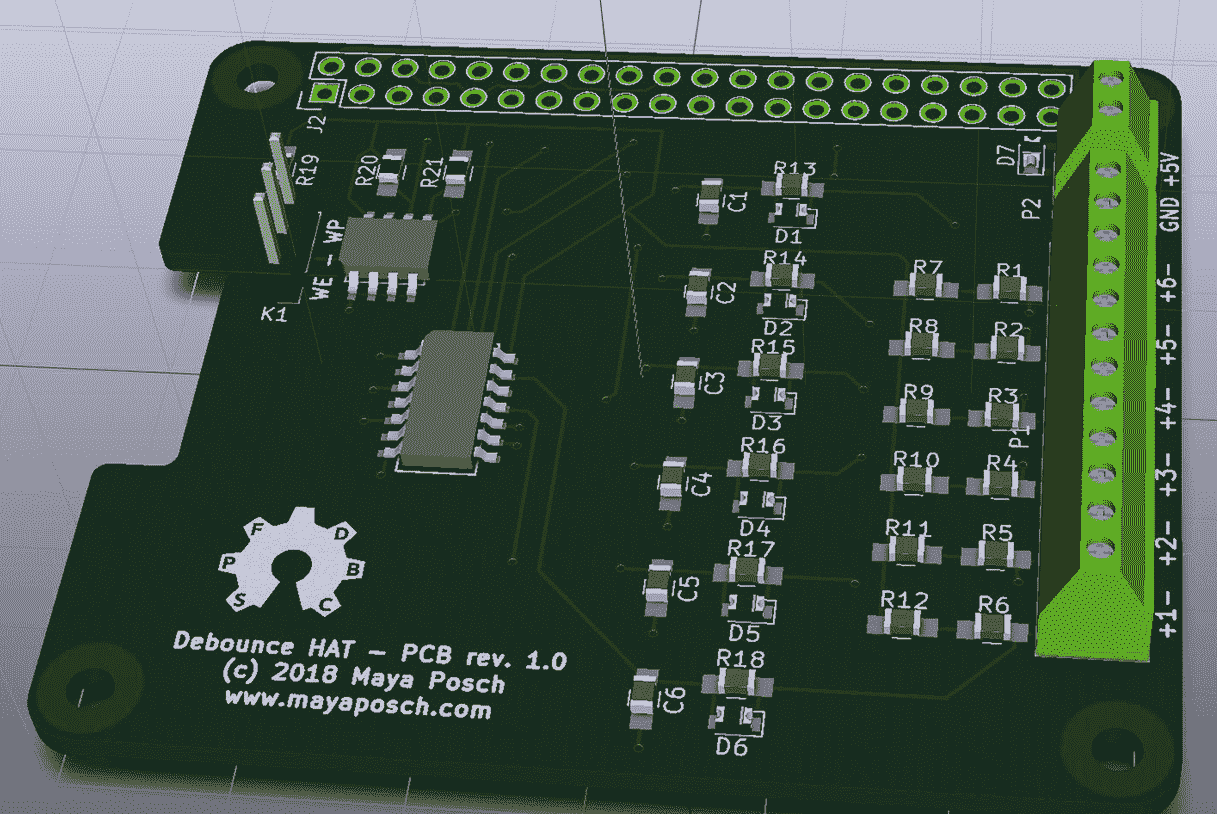 J2
R19
R20
R21
C1
R13
D1
D7
P2
GND +5V
WE – WP
K1
C2
R14
D2
R7
R1
+6-
R8
R2
+5-
C3
R15
D3
R9
R3
P1
+4-
C4
R16
D4
R10
R4
+3-
R11
R5
+2-
C5
R17
D5
R12
R6
+1-
C6
R18
D6
F
D
P
B
S
C
Debounce HAT – PCB rev. 1.0
(c) 2018 Maya Posch
www.mayaposch.com